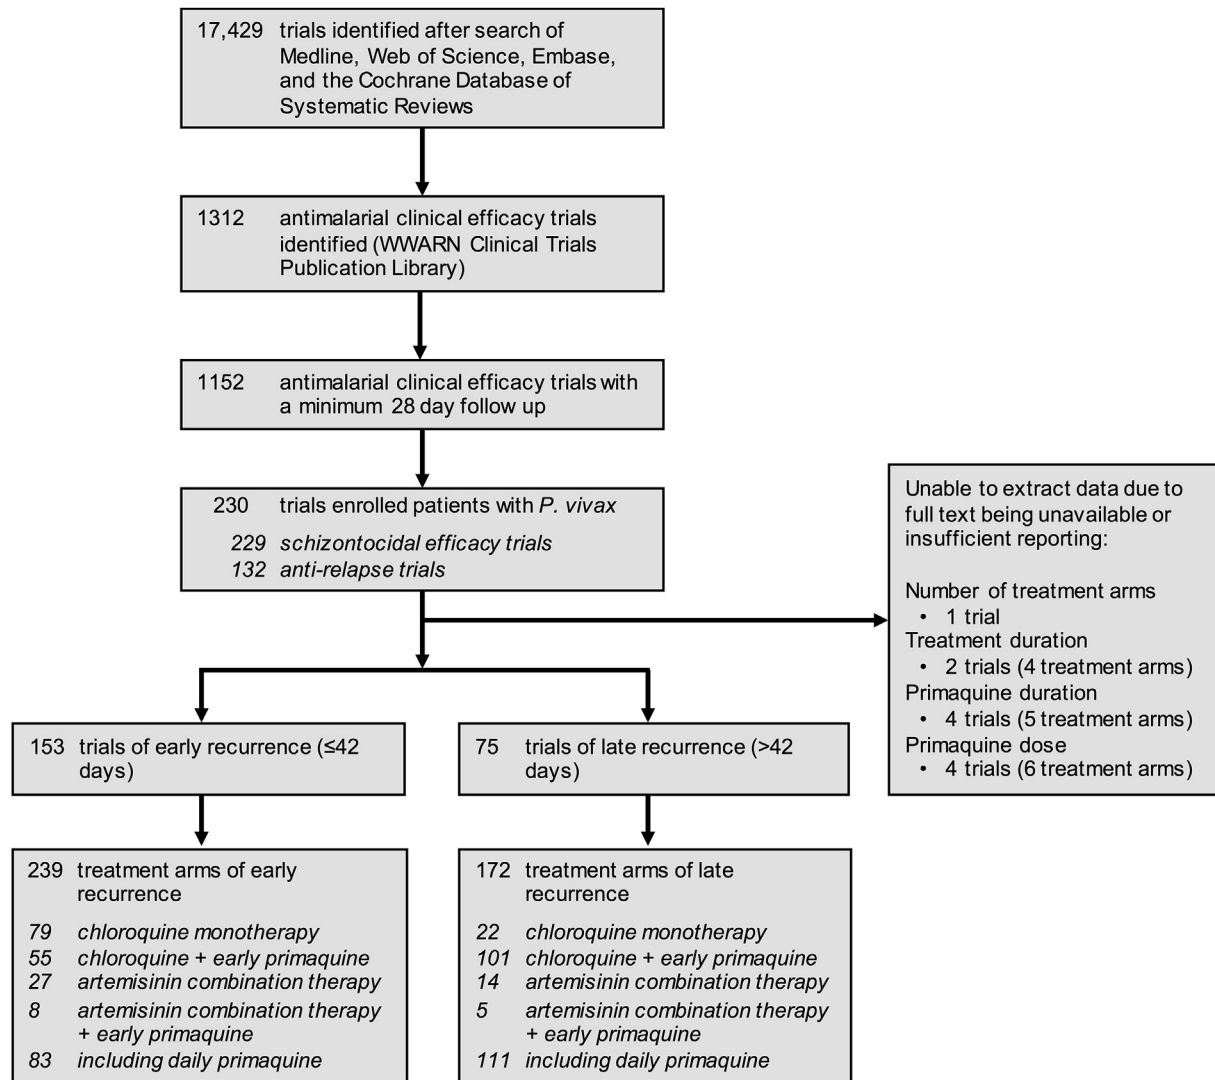 17,429 trials identified after search of
Medline, Web of Science, Embase,
and the Cochrane Database of
Systematic Reviews
1312 antimalarial clinical efficacy trials
identified (WWARN Clinical Trials
Publication Library)
1152 antimalarial clinical efficacy trials with
a minimum 28 day follow up
230 trials enrolled patients with P. vivax
229 schizontocidal efficacy trials
132 anti-relapse trials
Unable to extract data due to
full text being unavailable or
insufficient reporting:
Number of treatment arms
• 1 trial
Treatment duration
• 2 trials (4 treatment arms)
Primaquine duration
• 4 trials (5 treatment arms)
Primaquine dose
• 4 trials (6 treatment arms)
153 trials of early recurrence (≤42
days)
75 trials of late recurrence (>42
days)
239 treatment arms of early
recurrence
79 chloroquine monotherapy
55 chloroquine + early primaquine
27 artemisinin combination therapy
8 artemisinin combination therapy
+ early primaquine
83 including daily primaquine
172 treatment arms of late
recurrence
22 chloroquine monotherapy
101 chloroquine + early primaquine
14 artemisinin combination therapy
5 artemisinin combination therapy
+ early primaquine
111 including daily primaquine